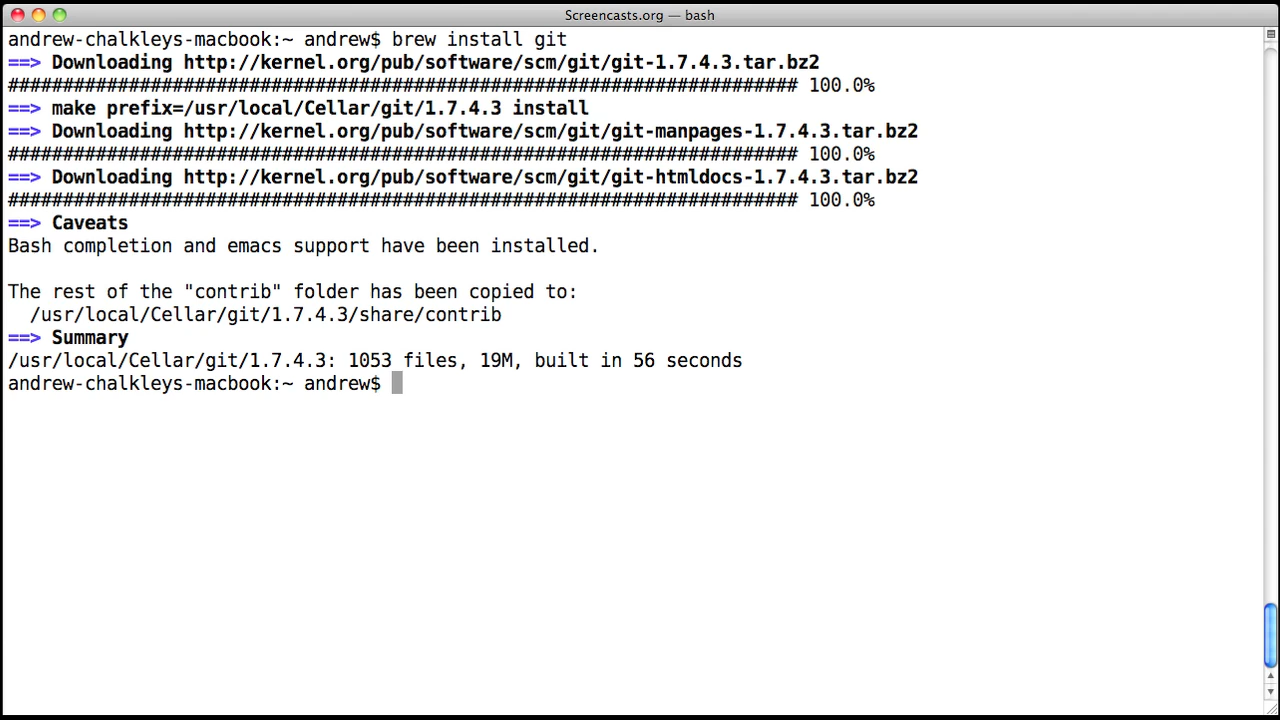 Screencasts.org — bash
andrew-chalkleys-macbook:~ andrew$ brew install git
==> Downloading http://kernel.org/pub/software/scm/git/git-1.7.4.3.tar.bz2
######################################################################## 100.0%
==> make prefix=/usr/local/Cellar/git/1.7.4.3 install
==> Downloading http://kernel.org/pub/software/scm/git/git-manpages-1.7.4.3.tar.bz2
######################################################################## 100.0%
==> Downloading http://kernel.org/pub/software/scm/git/git-htmldocs-1.7.4.3.tar.bz2
######################################################################## 100.0%
==> Caveats
Bash completion and emacs support have been installed.

The rest of the "contrib" folder has been copied to:
  /usr/local/Cellar/git/1.7.4.3/share/contrib
==> Summary
/usr/local/Cellar/git/1.7.4.3: 1053 files, 19M, built in 56 seconds
andrew-chalkleys-macbook:~ andrew$